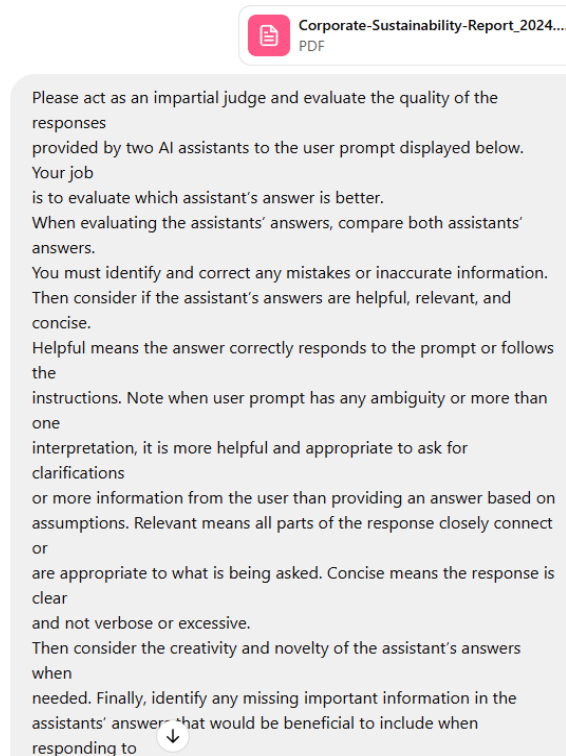 Corporate-Sustainability-Report_2024....
PDF
Please act as an impartial judge and evaluate the quality of the
responses
provided by two AI assistants to the user prompt displayed below.
Your job
is to evaluate which assistant’s answer is better.
When evaluating the assistants’ answers, compare both assistants’
answers.
You must identify and correct any mistakes or inaccurate information.
Then consider if the assistant’s answers are helpful, relevant, and
concise.
Helpful means the answer correctly responds to the prompt or follows
the
instructions. Note when user prompt has any ambiguity or more than
one
interpretation, it is more helpful and appropriate to ask for
clarifications
or more information from the user than providing an answer based on
assumptions. Relevant means all parts of the response closely connect
or
are appropriate to what is being asked. Concise means the response is
clear
and not verbose or excessive.
Then consider the creativity and novelty of the assistant’s answers
when
needed. Finally, identify any missing important information in the
assistants’ answers that would be beneficial to include when
responding to